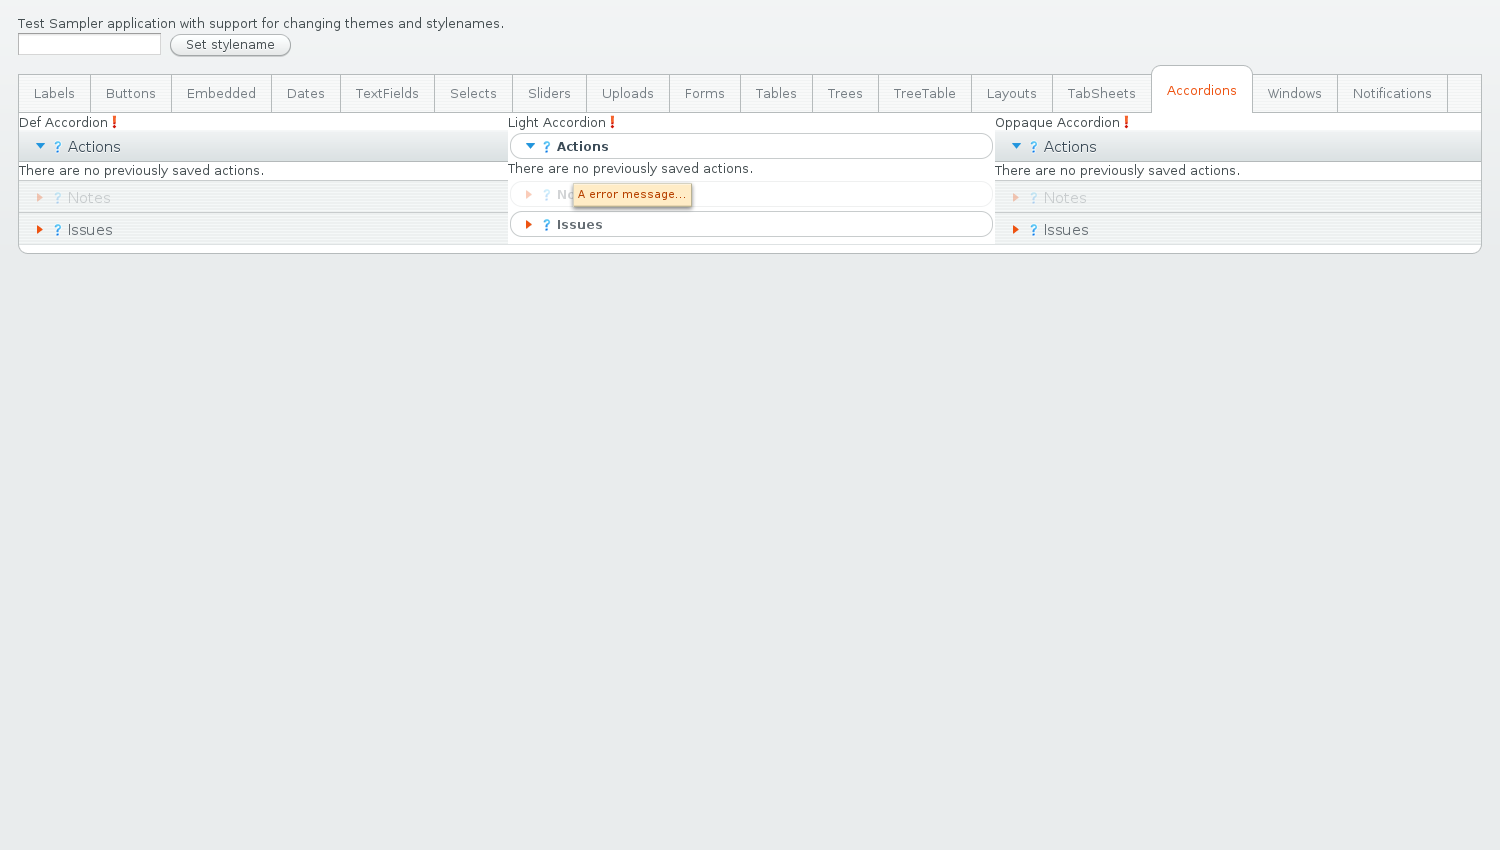 Test Sampler application with support for changing themes and stylenames.
Set stylename
Labels Buttons Embedded Dates TextFields Selects Sliders Uploads Forms Tables Trees TreeTable Layouts TabSheets Accordions Windows Notifications
Def Accordion !
? Actions
There are no previously saved actions.
? Notes
? Issues
Light Accordion !
? Actions
There are no previously saved actions.
? No
A error message...
? Issues
Oppaque Accordion !
? Actions
There are no previously saved actions.
? Notes
? Issues